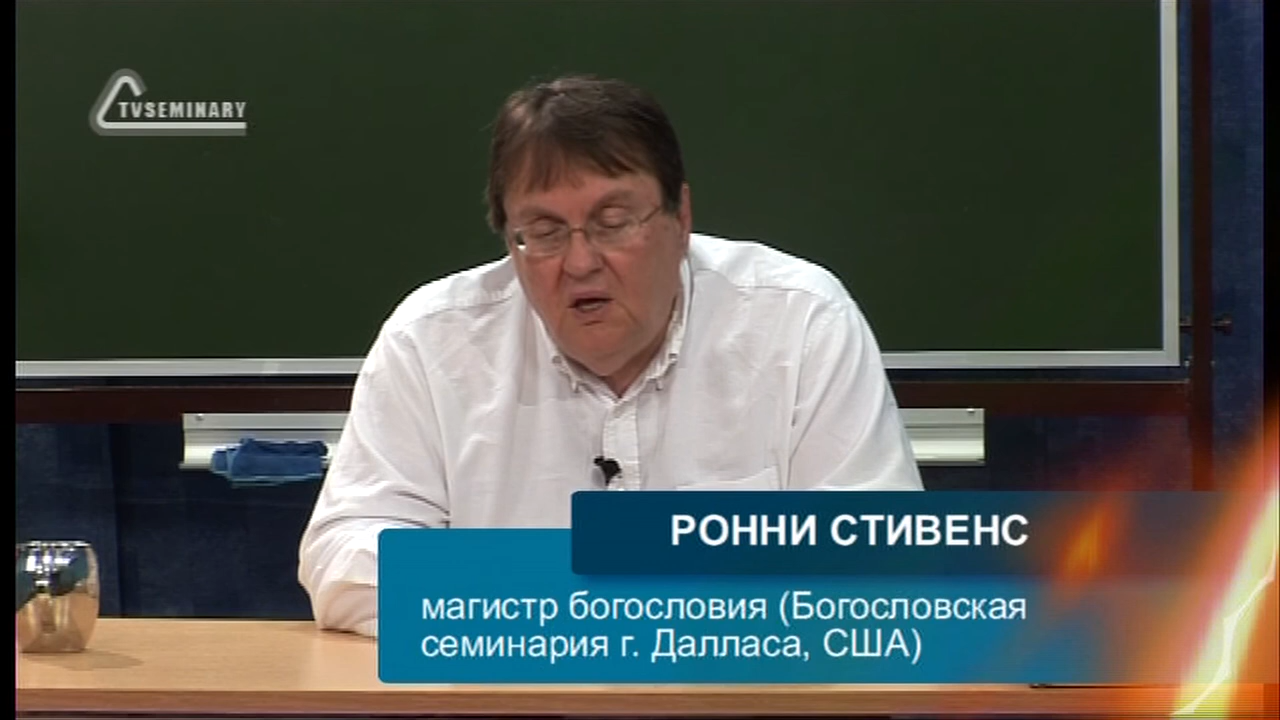 TVSEMINARY
РОННИ СТИВЕНС
магистр богословия (Богословская
семинария г. Далласа, США)